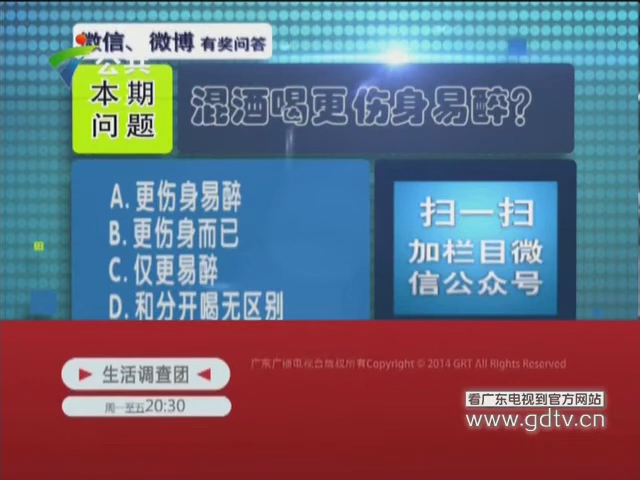 微信、微博 有奖问答
公共
本期
问题
混酒喝更伤身易醉?
A. 更伤身易醉
B. 更伤身而已
C. 仅更易醉
D. 和分开喝无区别
扫一扫
加栏目微
信公众号
广东广播电视台版权所有Copyright © 2014 GRT All Rights Reserved
生活调查团
周一至五20:30
看广东电视到官方网站
www.gdtv.cn